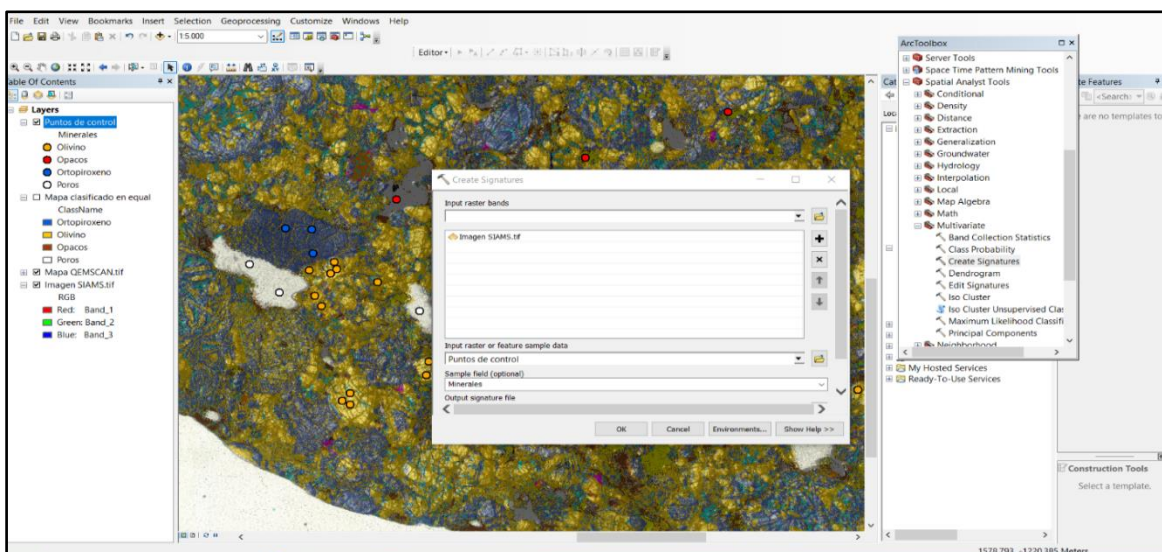 File Edit View Bookmarks Insert Selection Geoprocessing Customize Windows Help
1:5 000
Editor
Table Of Contents
Layers
Puntos de control
Minerales
Olivino
Opacos
Ortopiroxeno
Poros
Mapa clasificado en equal
ClassName
Ortopiroxeno
Olivino
Opacos
Poros
Mapa QEMSCAN.tif
Imagen SIAMS.tif
RGB
Red: Band_1
Green: Band_2
Blue: Band_3
Create Signatures
Input raster bands
Imagen SIAMS.tif
Input raster or feature sample data
Puntos de control
Sample field (optional)
Minerales
Output signature file
OK Cancel Environments... Show Help >>
ArcToolbox
Server Tools
Space Time Pattern Mining Tools
Spatial Analyst Tools
Conditional
Density
Distance
Extraction
Generalization
Groundwater
Hydrology
Interpolation
Local
Map Algebra
Math
Multivariate
Band Collection Statistics
Class Probability
Create Signatures
Dendrogram
Edit Signatures
Iso Cluster
Iso Cluster Unsupervised Clas
Maximum Likelihood Classifi
Principal Components
Neighborhood
Cat
Loc
My Hosted Services
Ready-To-Use Services
te Features
<Search>
e are no templates to
Construction Tools
Select a template.
1578,793 -1220,385 Meters